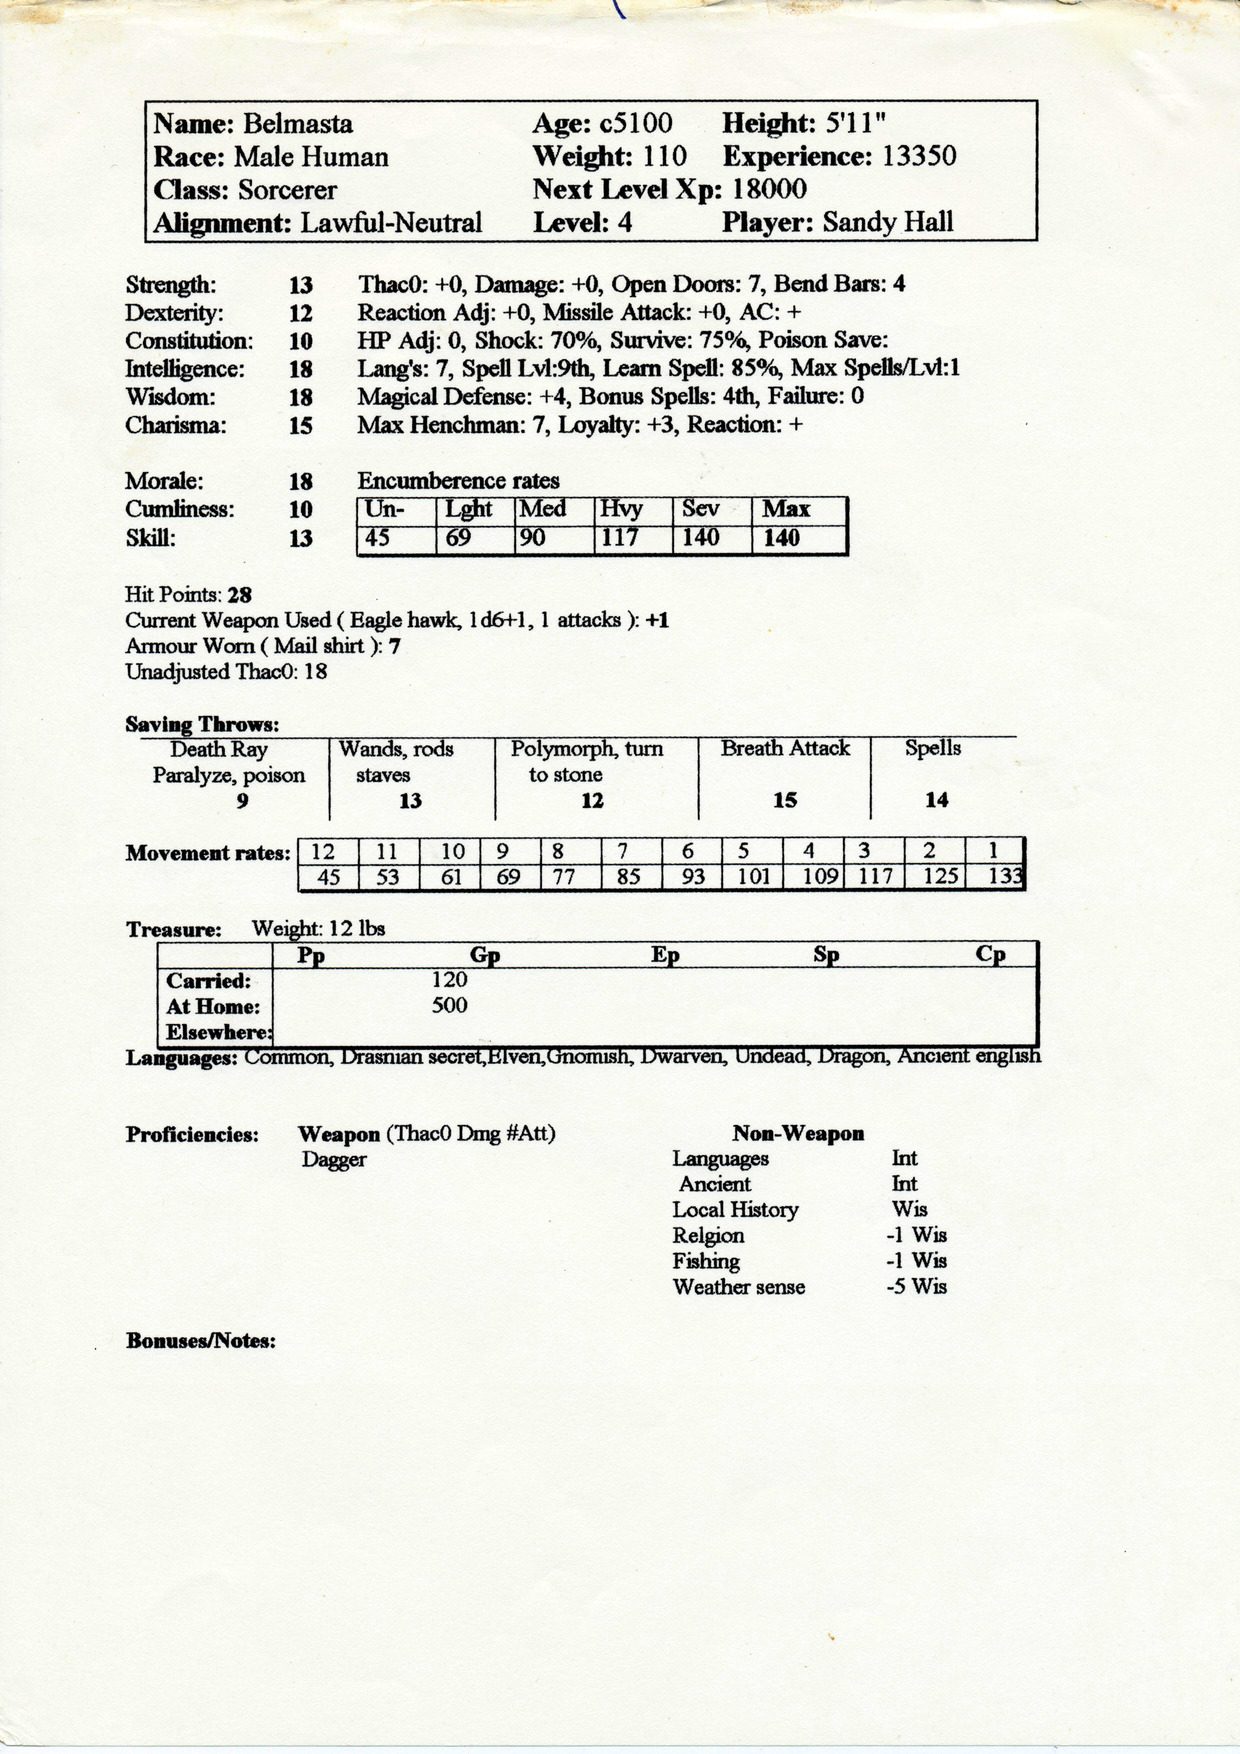 Name: Belmasta Age: c5100 Height: 5'11"
Race: Male Human Weight: 110 Experience: 13350
Class: Sorcerer Next Level Xp: 18000
Alignment: Lawful-Neutral Level: 4 Player: Sandy Hall
Strength: 13 Thac0: +0, Damage: +0, Open Doors: 7, Bend Bars: 4
Dexterity: 12 Reaction Adj: +0, Missile Attack: +0, AC: +
Constitution: 10 HP Adj: 0, Shock: 70%, Survive: 75%, Poison Save:
Intelligence: 18 Lang's: 7, Spell Lvl:9th, Learn Spell: 85%, Max Spells/Lvl:1
Wisdom: 18 Magical Defense: +4, Bonus Spells: 4th, Failure: 0
Charisma: 15 Max Henchman: 7, Loyalty: +3, Reaction: +
Morale: 18 Encumberence rates
Cumliness: 10 Un- Lght Med Hvy Sev Max
Skill: 13 45 69 90 117 140 140
Hit Points: 28
Current Weapon Used ( Eagle hawk, 1d6+1, 1 attacks ): +1
Armour Worn ( Mail shirt ): 7
Unadjusted Thac0: 18
Saving Throws:
Death Ray Wands, rods Polymorph, turn Breath Attack Spells
Paralyze, poison staves to stone
9 13 12 15 14
Movement rates: 12 11 10 9 8 7 6 5 4 3 2 1
45 53 61 69 77 85 93 101 109 117 125 133
Treasure: Weight: 12 lbs
Pp Gp Ep Sp Cp
Carried: 120
At Home: 500
Elsewhere:
Languages: Common, Drasnian secret,Elven,Gnomish, Dwarven, Undead, Dragon, Ancient english
Proficiencies: Weapon (Thac0 Dmg #Att) Non-Weapon
Dagger Languages Int
Ancient Int
Local History Wis
Relgion -1 Wis
Fishing -1 Wis
Weather sense -5 Wis
Bonuses/Notes: